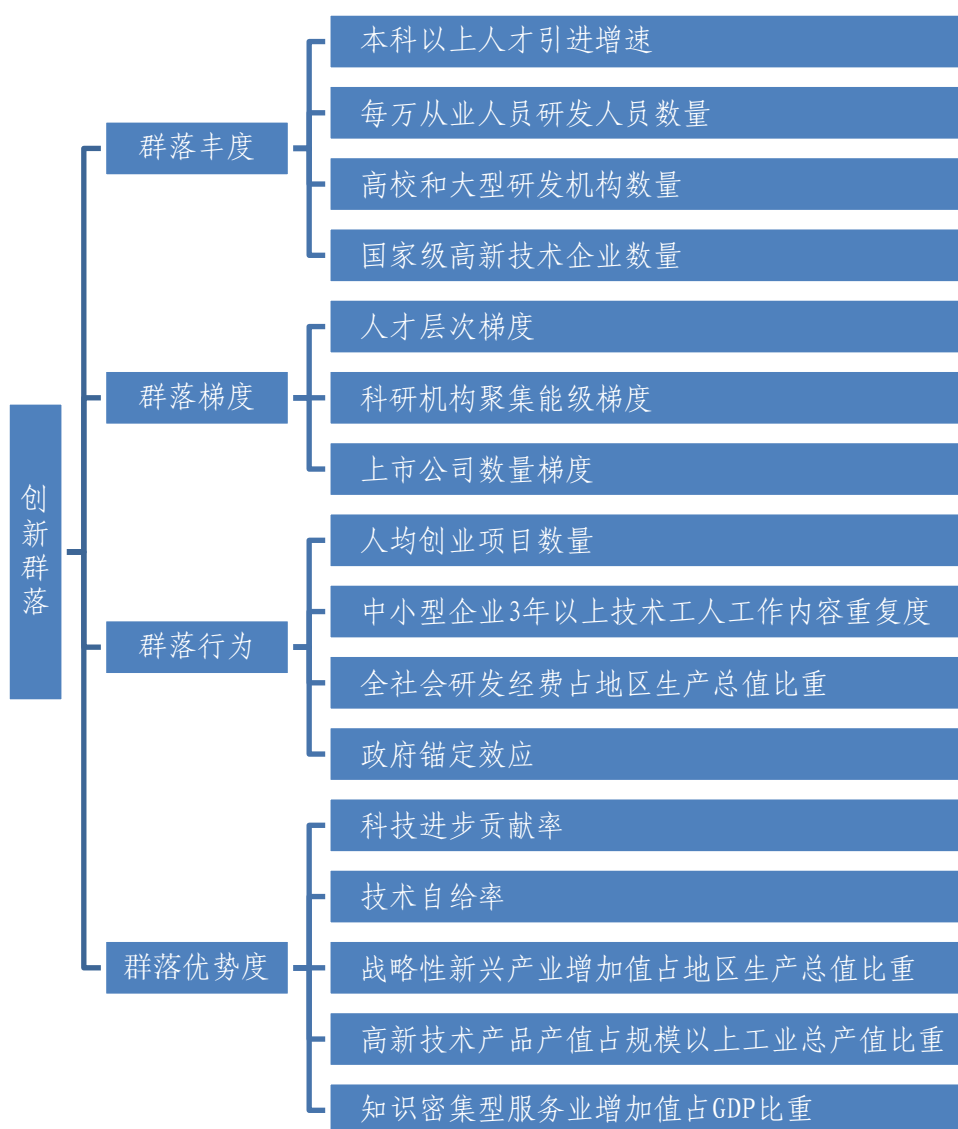 创新群落
群落丰度
本科以上人才引进增速
每万从业人员研发人员数量
高校和大型研发机构数量
国家级高新技术企业数量
群落梯度
人才层次梯度
科研机构聚集能级梯度
上市公司数量梯度
群落行为
人均创业项目数量
中小型企业3年以上技术工人工作内容重复度
全社会研发经费占地区生产总值比重
政府锚定效应
群落优势度
科技进步贡献率
技术自给率
战略性新兴产业增加值占地区生产总值比重
高新技术产品产值占规模以上工业总产值比重
知识密集型服务业增加值占GDP比重